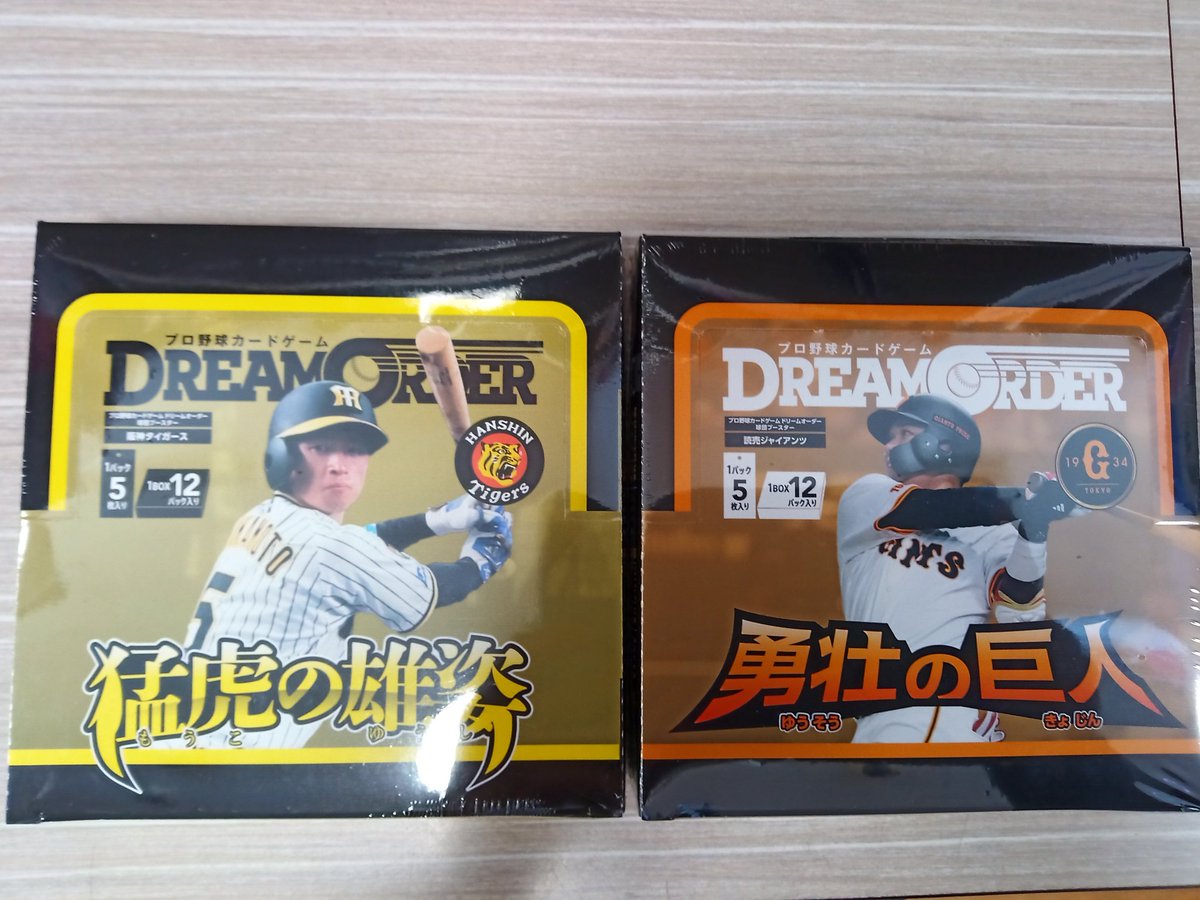 プロ野球カードゲーム
DREAM ORDER
プロ野球カードゲーム ドリームオーダー
球団ブースター
阪神タイガース
1パック
5
枚入り
1BOX 12
パック入り
HANSHIN
Tigers
猛虎の雄姿
もうこ
プロ野球カードゲーム
DREAM ORDER
プロ野球カードゲーム ドリームオーダー
球団ブースター
読売ジャイアンツ
1パック
5
枚入り
1BOX 12
パック入り
19 G 34
TOKYO
勇壮の巨人
ゆうそう きょじん